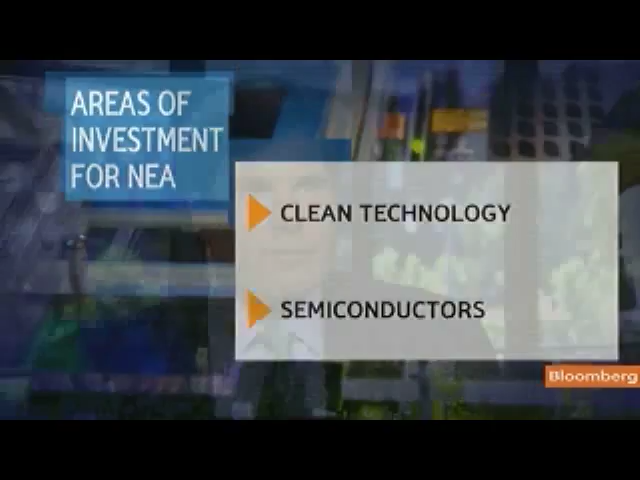 AREAS OF
INVESTMENT
FOR NEA
CLEAN TECHNOLOGY
SEMICONDUCTORS
Bloomberg